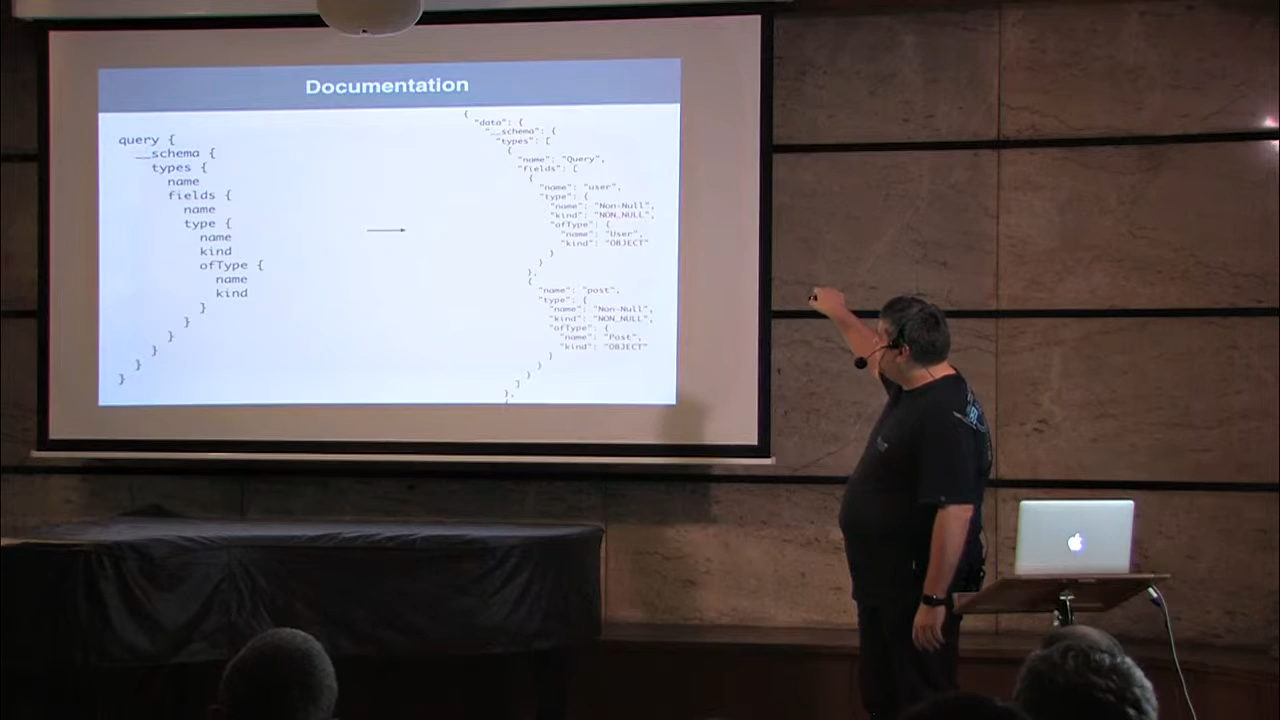 Documentation
query {
__schema {
types {
name
fields {
name
type {
name
kind
ofType {
name
kind
}
}
}
}
}
}
{
"data": {
"__schema": {
"types": [
{
"name": "Query",
"fields": [
{
"name": "user",
"type": {
"name": "Non-Null",
"kind": "NON_NULL",
"ofType": {
"name": "User",
"kind": "OBJECT"
}
}
},
{
"name": "post",
"type": {
"name": "Non-Null",
"kind": "NON_NULL",
"ofType": {
"name": "Post",
"kind": "OBJECT"
}
}
}
]
},
{